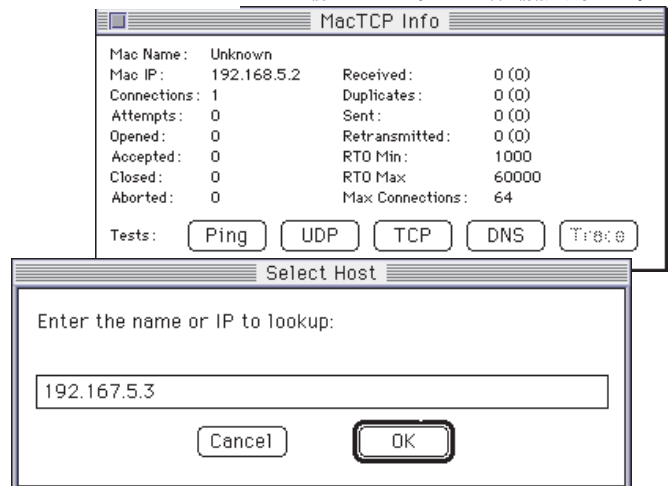 MacTCP Info
Mac Name: Unknown
Mac IP: 192.168.5.2 Received: 0 (0)
Connections: 1 Duplicates: 0 (0)
Attempts: 0 Sent: 0 (0)
Opened: 0 Retransmitted: 0 (0)
Accepted: 0 RTO Min: 1000
Closed: 0 RTO Max 60000
Aborted: 0 Max Connections: 64
Tests: Ping UDP TCP DNS Trace
Select Host
Enter the name or IP to lookup:
192.167.5.3
Cancel OK